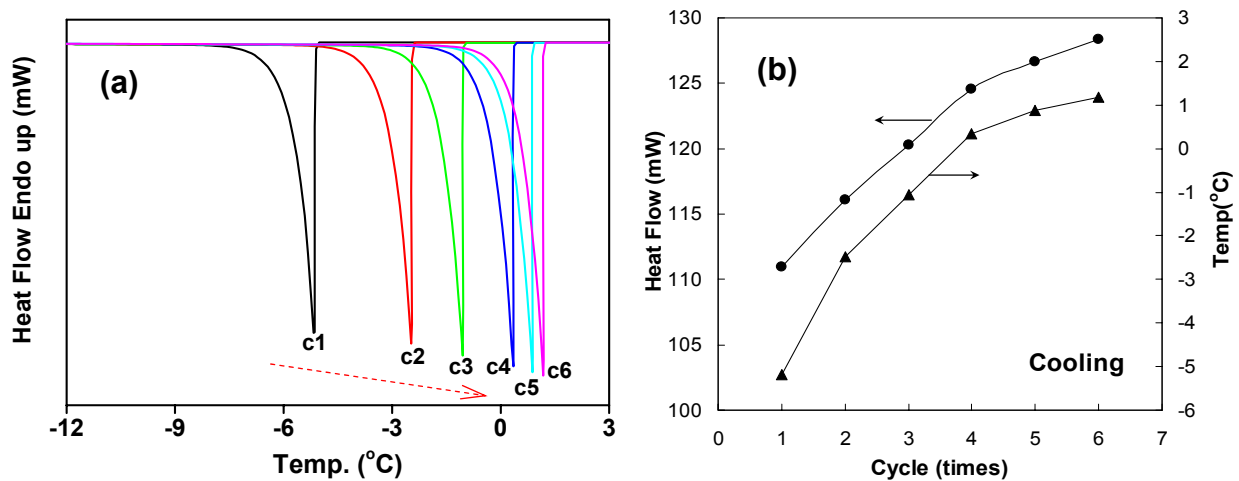 (a)
Heat Flow Endo up (mW)
c1
c2
c3
c4
c5
c6
-12
-9
-6
-3
0
3
Temp. (°C)
(b)
Heat Flow (mW)
130
125
120
115
110
105
100
3
2
1
0
-1
-2
-3
-4
-5
-6
Temp(°C)
Cooling
0
1
2
3
4
5
6
7
Cycle (times)